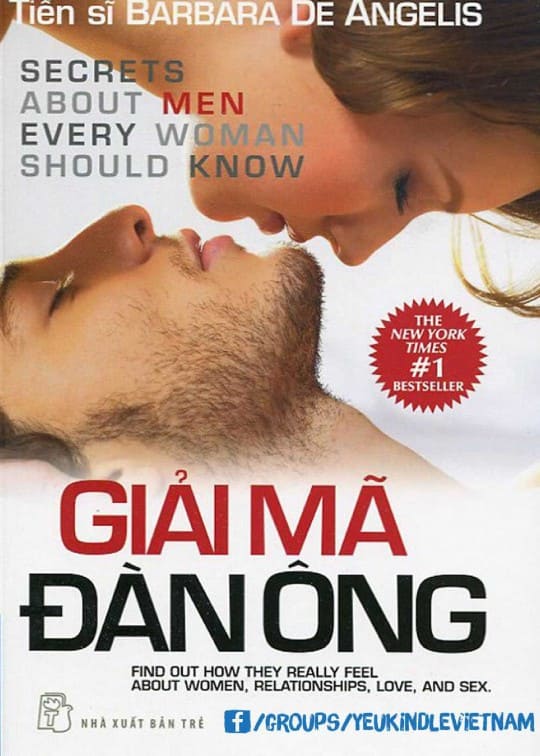 Tiến sĩ BARBARA DE ANGELIS
SECRETS
ABOUT MEN
EVERY WOMAN
SHOULD KNOW
THE
NEW YORK
TIMES
#1
BESTSELLER
GIẢI MÃ
ĐÀN ÔNG
FIND OUT HOW THEY REALLY FEEL
ABOUT WOMEN, RELATIONSHIPS, LOVE, AND SEX.
NHÀ XUẤT BẢN TRẺ
f/GROUPS/YEUKINDLEVIETNAM